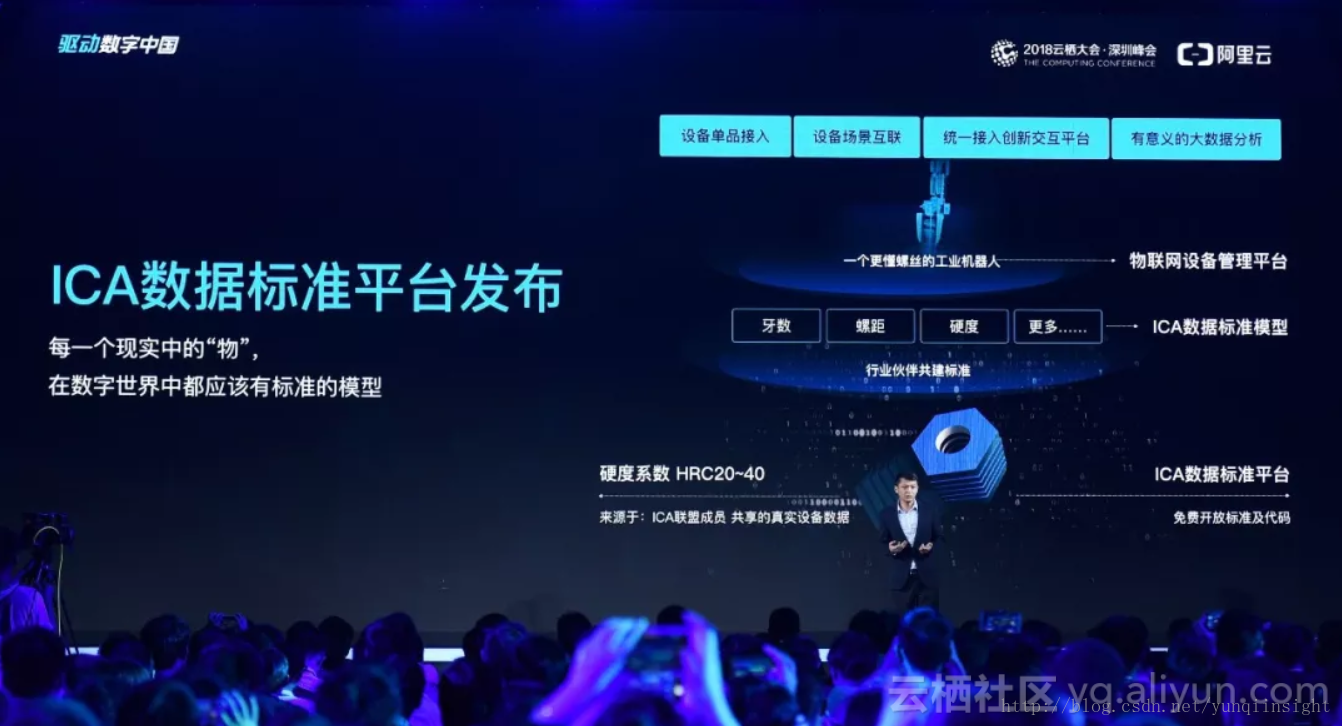 驱动数字中国
2018云栖大会·深圳峰会
THE COMPUTING CONFERENCE
阿里云
设备单品接入
设备场景互联
统一接入创新交互平台
有意义的大数据分析
一个更懂螺丝的工业机器人
物联网设备管理平台
ICA数据标准平台发布
每一个现实中的“物”，
在数字世界中都应该有标准的模型
牙数
螺距
硬度
更多……
ICA数据标准模型
行业伙伴共建标准
硬度系数 HRC20~40
来源于：ICA联盟成员 共享的真实设备数据
ICA数据标准平台
免费开放标准及代码
云栖社区 yq.aliyun.com
http://blog.csdn.net/yunqiinsight